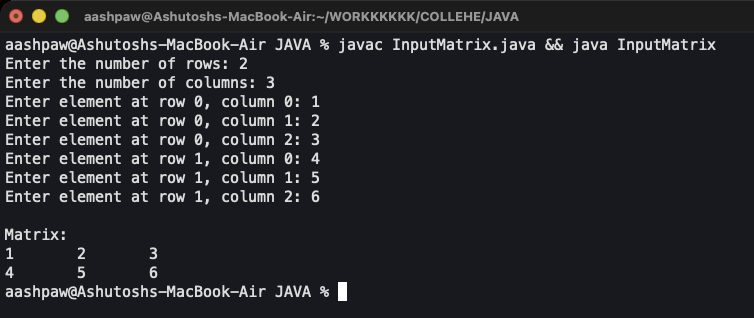 aashpaw@Ashutoshs-MacBook-Air:~/WORKKKKKK/COLLEHE/JAVA
aashpaw@Ashutoshs-MacBook-Air JAVA % javac InputMatrix.java && java InputMatrix
Enter the number of rows: 2
Enter the number of columns: 3
Enter element at row 0, column 0: 1
Enter element at row 0, column 1: 2
Enter element at row 0, column 2: 3
Enter element at row 1, column 0: 4
Enter element at row 1, column 1: 5
Enter element at row 1, column 2: 6

Matrix:
1       2       3
4       5       6
aashpaw@Ashutoshs-MacBook-Air JAVA %